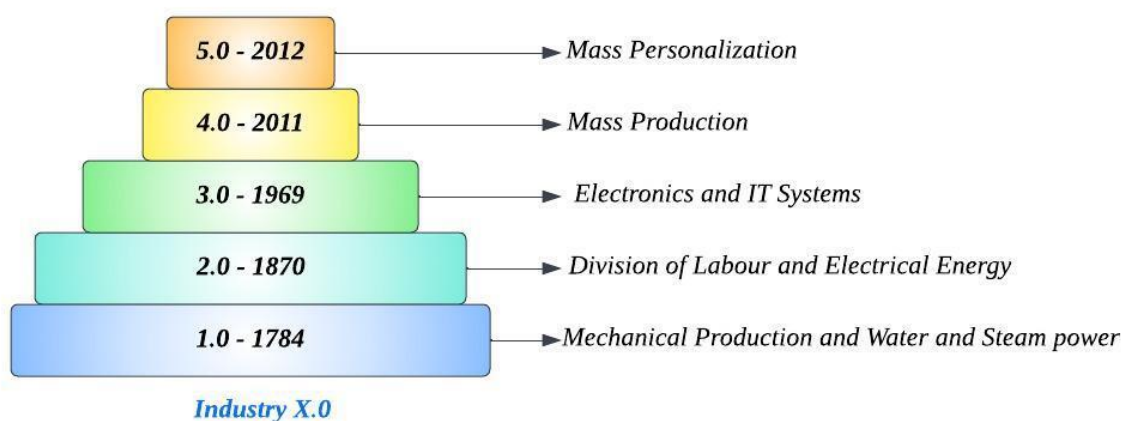 5.0 - 2012 Mass Personalization
4.0 - 2011 Mass Production
3.0 - 1969 Electronics and IT Systems
2.0 - 1870 Division of Labour and Electrical Energy
1.0 - 1784 Mechanical Production and Water and Steam power
Industry X.0